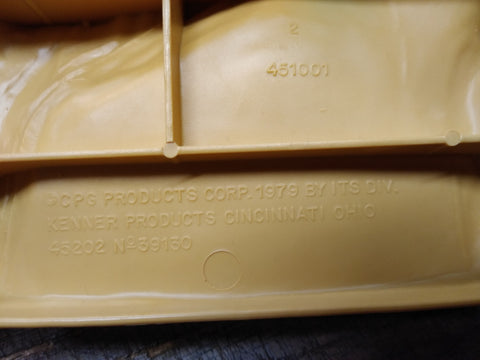 2
451001
©CPG PRODUCTS CORP. 1979 BY ITS DIV.
KENNER PRODUCTS CINCINNATI OHIO
45202 Nº39130